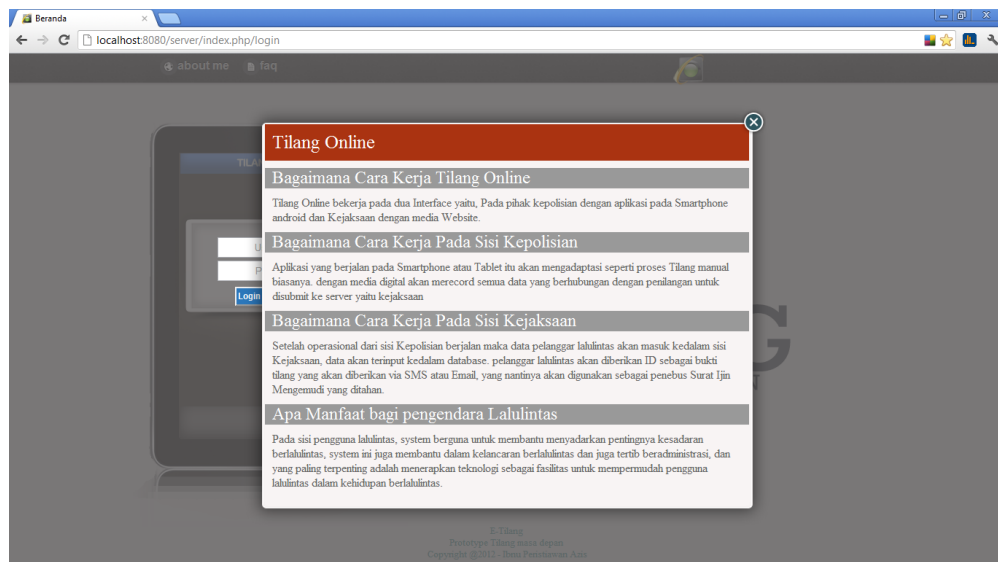 Beranda
localhost:8080/server/index.php/login
about me faq
Tilang Online
TILAN
Bagaimana Cara Kerja Tilang Online
Tilang Online bekerja pada dua Interface yaitu, Pada pihak kepolisian dengan aplikasi pada Smartphone
android dan Kejaksaan dengan media Website.
Bagaimana Cara Kerja Pada Sisi Kepolisian
Aplikasi yang berjalan pada Smartphone atau Tablet itu akan mengadaptasi seperti proses Tilang manual
biasanya. dengan media digital akan merecord semua data yang berhubungan dengan penilangan untuk
disubmit ke server yaitu kejaksaan
Login
Bagaimana Cara Kerja Pada Sisi Kejaksaan
Setelah operasional dari sisi Kepolisian berjalan maka data pelanggar lalulintas akan masuk kedalam sisi
Kejaksaan, data akan terinput kedalam database. pelanggar lalulintas akan diberikan ID sebagai bukti
tilang yang akan diberikan via SMS atau Email, yang nantinya akan digunakan sebagai penebus Surat Ijin
Mengemudi yang ditahan.
G
Apa Manfaat bagi pengendara Lalulintas
Pada sisi pengguna lalulintas, system berguna untuk membantu menyadarkan pentingnya kesadaran
berlalulintas, system ini juga membantu dalam kelancaran berlalulintas dan juga tertib beradministrasi, dan
yang paling terpenting adalah menerapkan teknologi sebagai fasilitas untuk mempermudah pengguna
lalulintas dalam kehidupan berlalulintas.
E-Tilang
Prototype Tilang masa depan
Copyright @2012 -